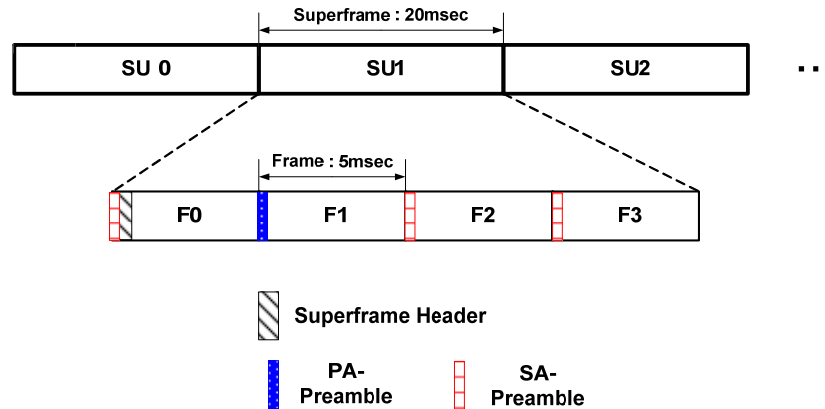 Superframe : 20msec
SU 0 SU1 SU2 ..
Frame : 5msec
F0 F1 F2 F3
Superframe Header
PA-
Preamble
SA-
Preamble